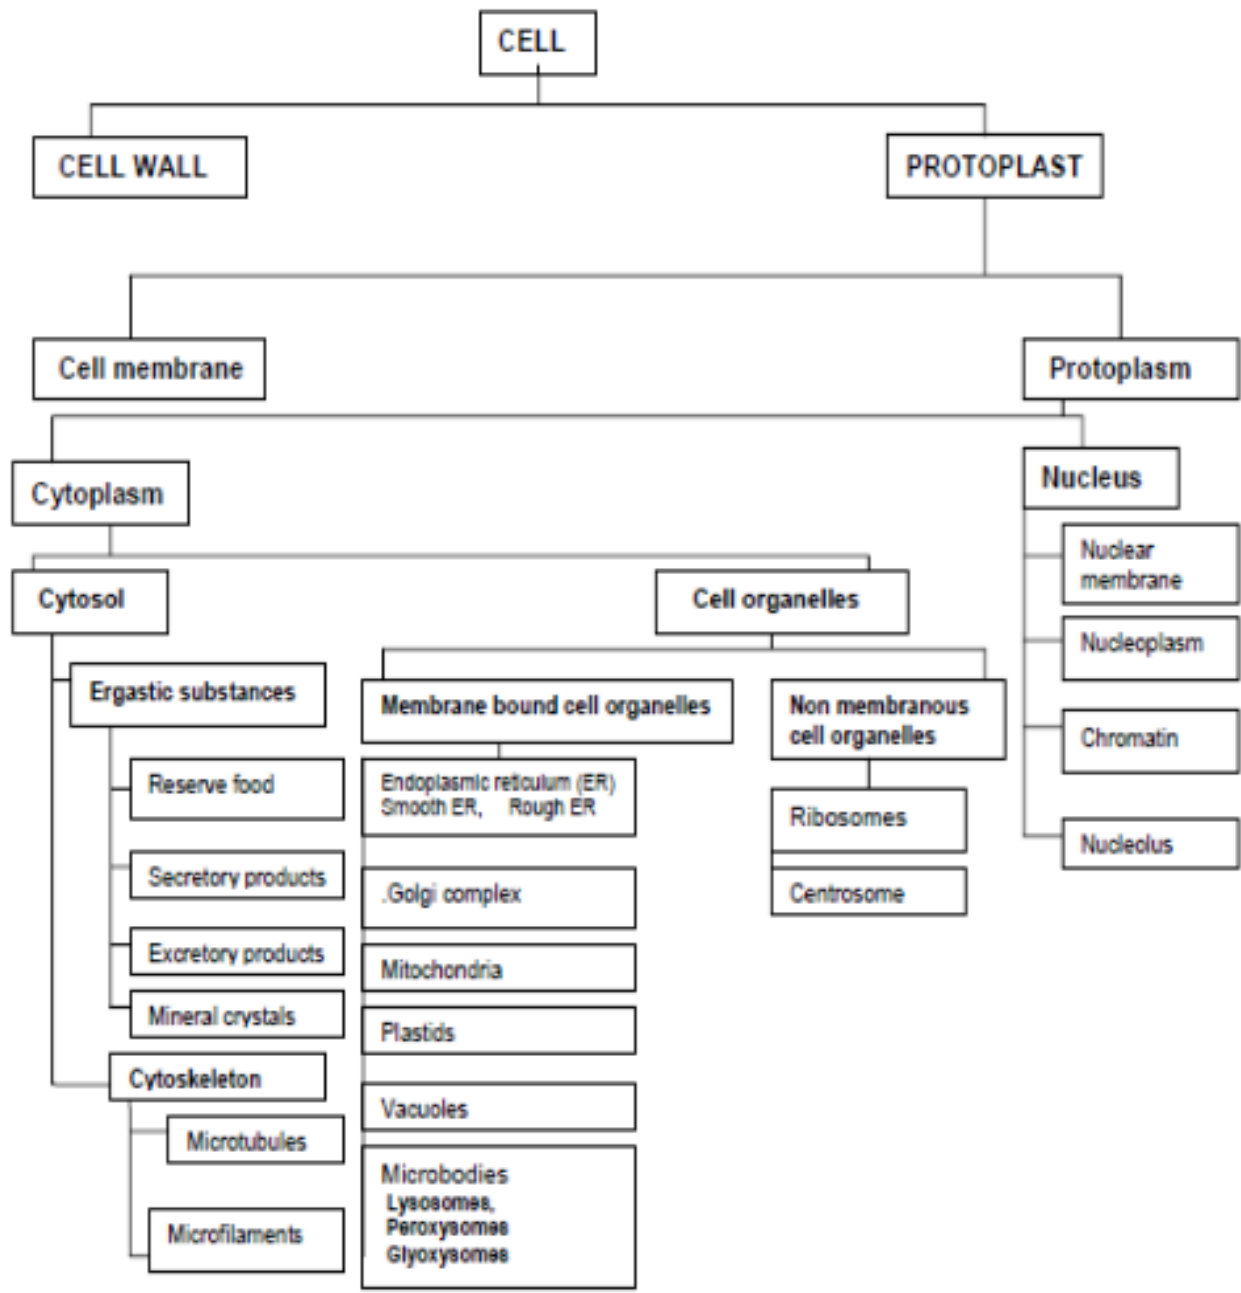 CELL
CELL WALL
PROTOPLAST
Cell membrane
Protoplasm
Cytoplasm
Nucleus
Nuclear
membrane
Nucleoplasm
Chromatin
Nucleolus
Cytosol
Cell organelles
Ergastic substances
Reserve food
Secretory products
Excretory products
Mineral crystals
Cytoskeleton
Microtubules
Microfilaments
Membrane bound cell organelles
Endoplasmic reticulum (ER)
Smooth ER, Rough ER
.Golgi complex
Mitochondria
Plastids
Vacuoles
Microbodies
Lysosomes,
Peroxysomes
Glyoxysomes
Non membranous
cell organelles
Ribosomes
Centrosome